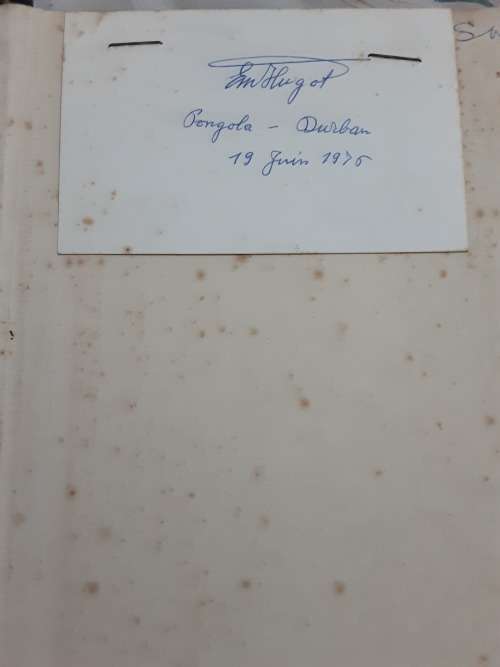 Em Hugot
Pongola - Durban
19 Juin 1976